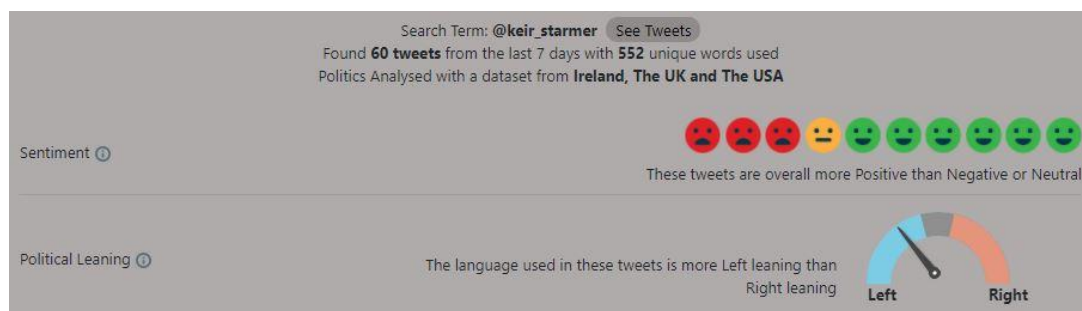 Search Term: @keir_starmer See Tweets
Found 60 tweets from the last 7 days with 552 unique words used
Politics Analysed with a dataset from Ireland, The UK and The USA
Sentiment
These tweets are overall more Positive than Negative or Neutral
Political Leaning
The language used in these tweets is more Left leaning than
Right leaning
Left Right